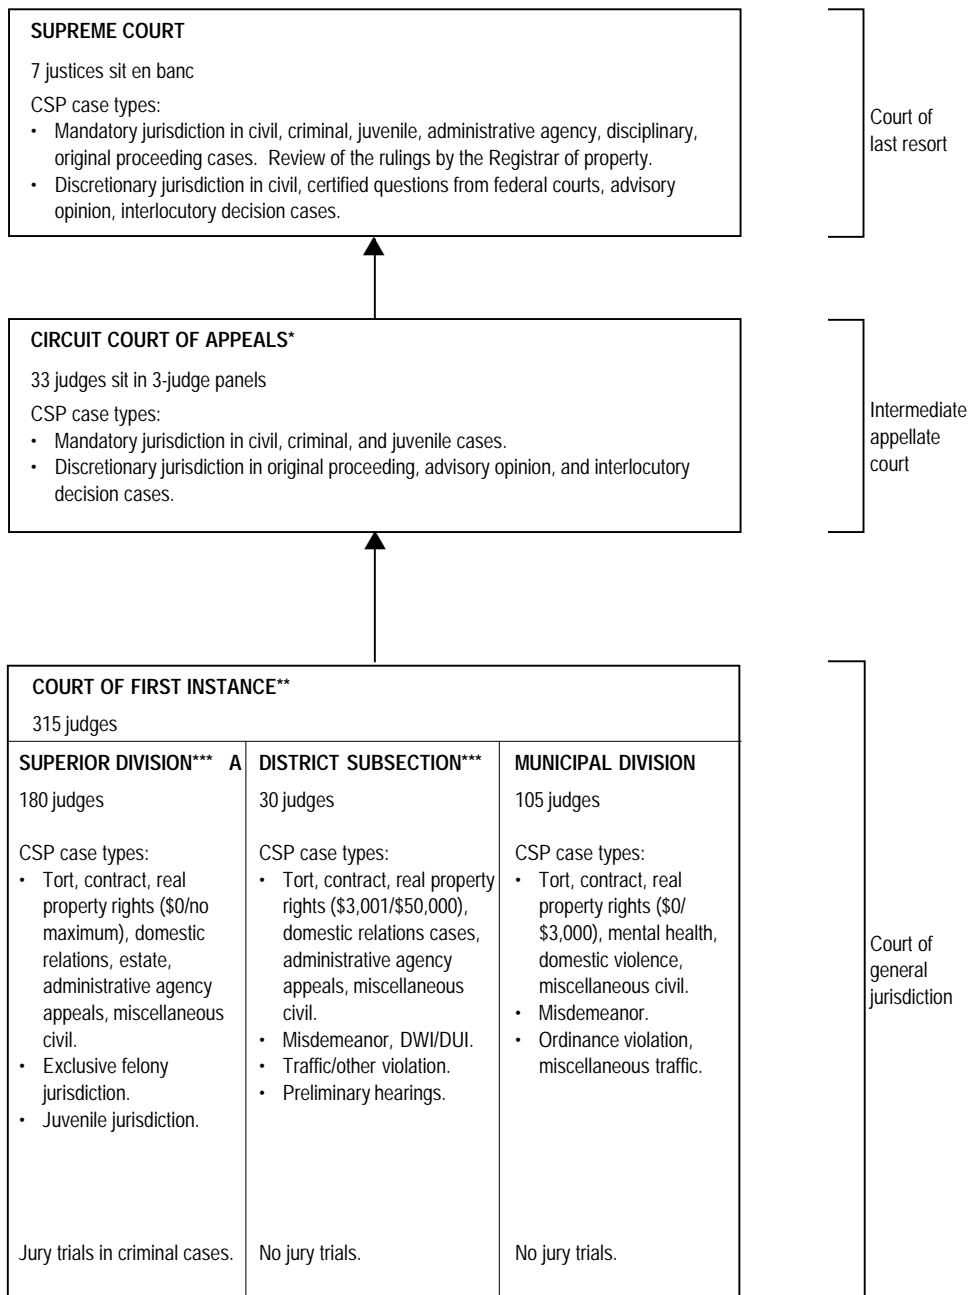 SUPREME COURT
7 justices sit en banc
CSP case types:
• Mandatory jurisdiction in civil, criminal, juvenile, administrative agency, disciplinary,
original proceeding cases. Review of the rulings by the Registrar of property.
• Discretionary jurisdiction in civil, certified questions from federal courts, advisory
opinion, interlocutory decision cases.
Court of
last resort
CIRCUIT COURT OF APPEALS*
33 judges sit in 3-judge panels
CSP case types:
• Mandatory jurisdiction in civil, criminal, and juvenile cases.
• Discretionary jurisdiction in original proceeding, advisory opinion, and interlocutory
decision cases.
Intermediate
appellate
court
COURT OF FIRST INSTANCE**
315 judges
SUPERIOR DIVISION*** A
180 judges
CSP case types:
• Tort, contract, real
property rights ($0/no
maximum), domestic
relations, estate,
administrative agency
appeals, miscellaneous
civil.
• Exclusive felony
jurisdiction.
• Juvenile jurisdiction.
Jury trials in criminal cases.
DISTRICT SUBSECTION***
30 judges
CSP case types:
• Tort, contract, real property
rights ($3,001/$50,000),
domestic relations cases,
administrative agency
appeals, miscellaneous
civil.
• Misdemeanor, DWI/DUI.
• Traffic/other violation.
• Preliminary hearings.
No jury trials.
MUNICIPAL DIVISION
105 judges
CSP case types:
• Tort, contract, real
property rights ($0/
$3,000), mental health,
domestic violence,
miscellaneous civil.
• Misdemeanor.
• Ordinance violation,
miscellaneous traffic.
No jury trials.
Court of
general
jurisdiction